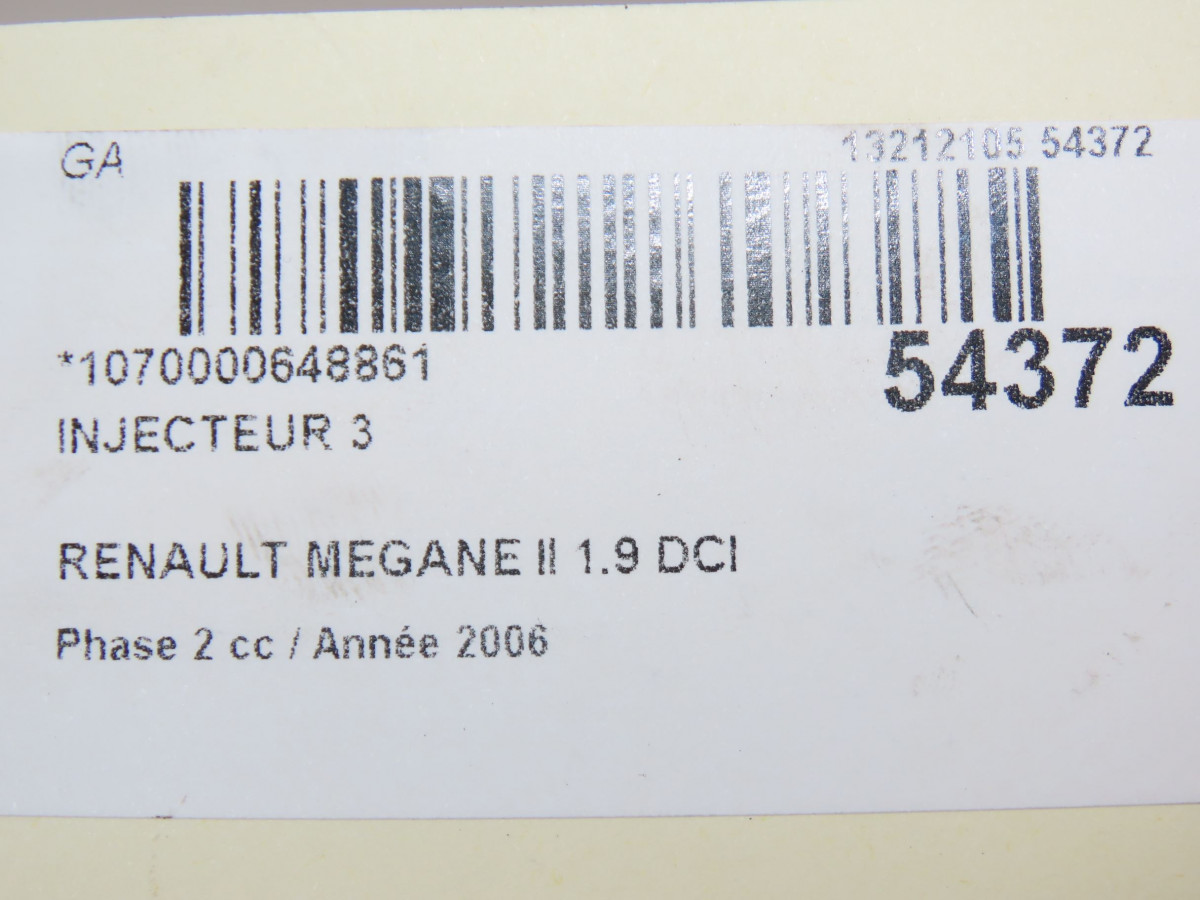 GA 13212105 54372
*1070000648861
54372
INJECTEUR 3
RENAULT MEGANE II 1.9 DCI
Phase 2 cc / Année 2006